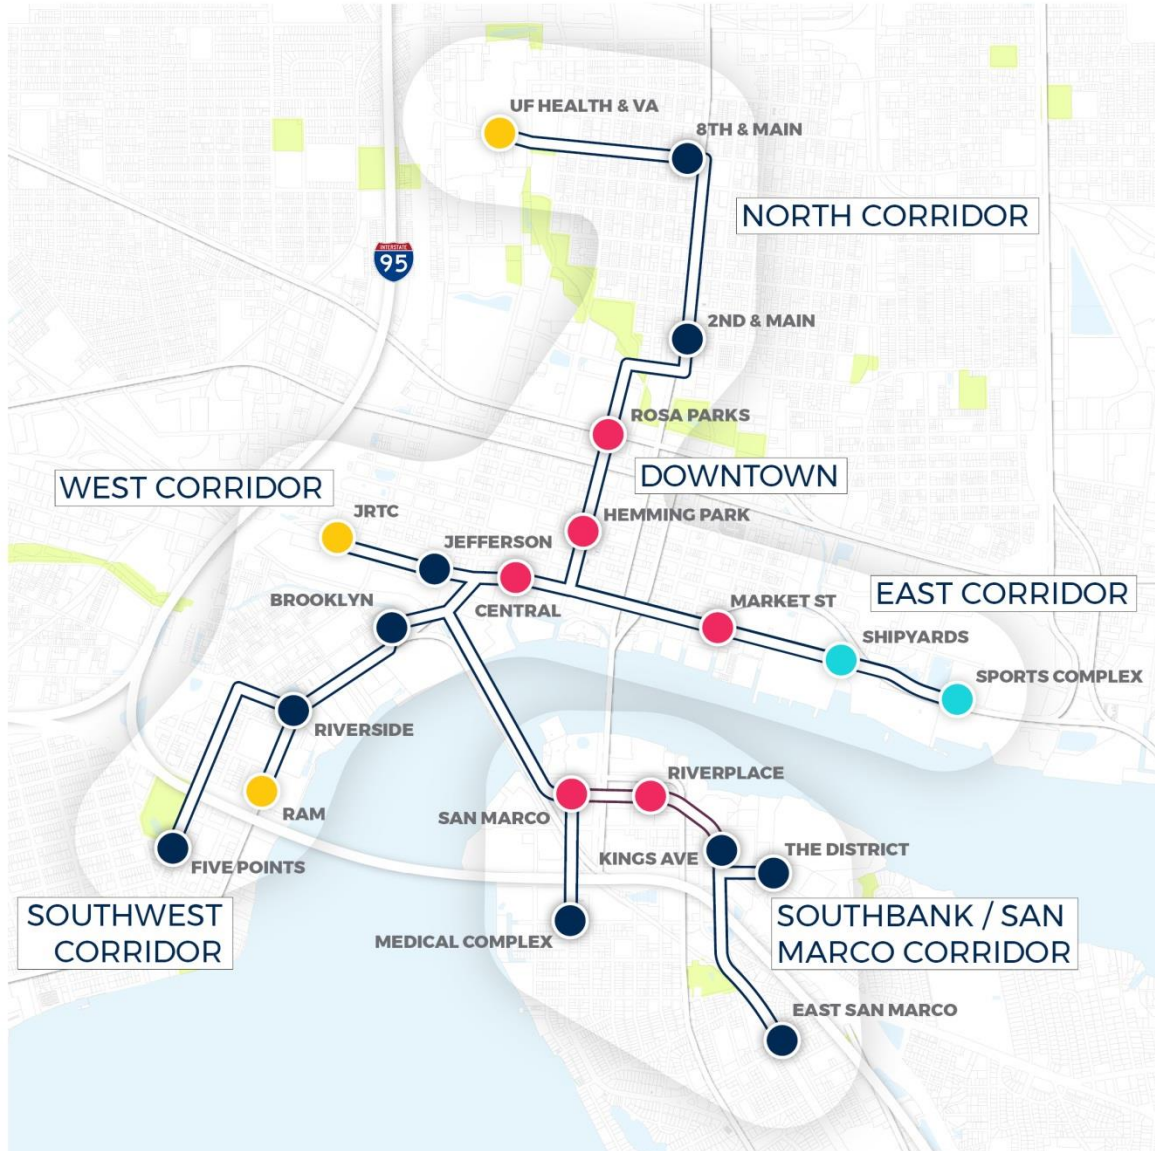 UF HEALTH & VA
8TH & MAIN
NORTH CORRIDOR
INTERSTATE
95
2ND & MAIN
ROSA PARKS
DOWNTOWN
WEST CORRIDOR
JRTC
HEMMING PARK
JEFFERSON
BROOKLYN
CENTRAL
MARKET ST
EAST CORRIDOR
SHIPYARDS
SPORTS COMPLEX
RIVERSIDE
RIVERPLACE
RAM
SAN MARCO
KINGS AVE
THE DISTRICT
FIVE POINTS
SOUTHWEST
CORRIDOR
MEDICAL COMPLEX
SOUTHBANK / SAN
MARCO CORRIDOR
EAST SAN MARCO